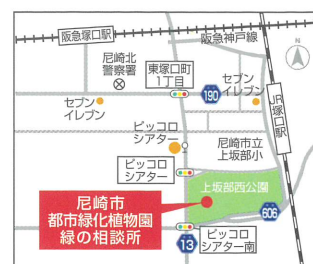 阪急塚口駅
阪急神戸線
N
尼崎北
警察署
東塚口町
1丁目
セブン
イレブン
190
セブン
イレブン
JR塚口駅
ピッコロ
シアター
尼崎市立
上坂部小
ピッコロ
シアター
上坂部西公園
尼崎市
都市緑化植物園
緑の相談所
606
13
ピッコロ
シアター南